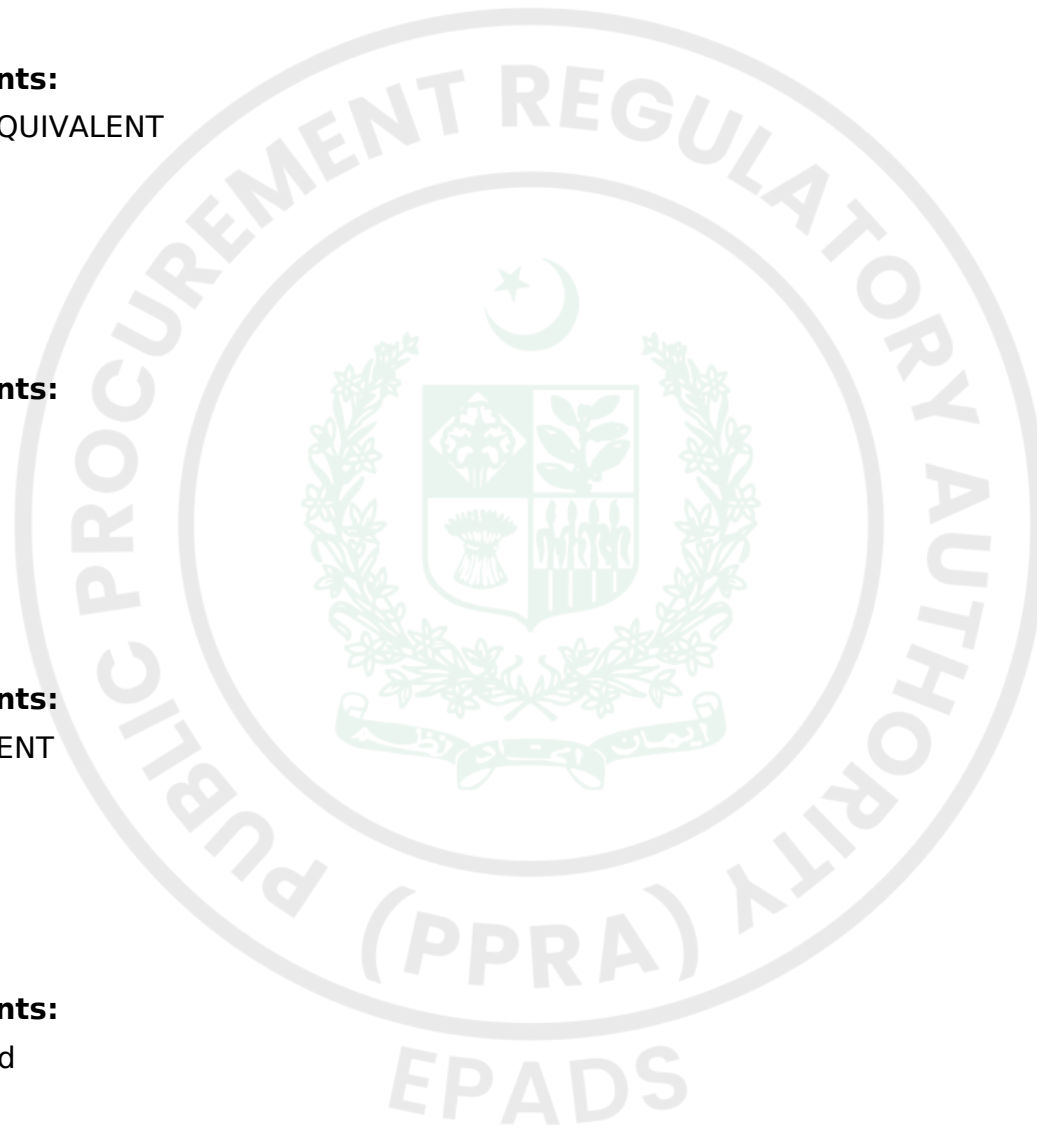 nts:
QUIVALENT
nts:
nts:
ENT
nts:
d
PUBLIC PROCUREMENT REGULATORY AUTHORITY
(PPRA)
EPADS